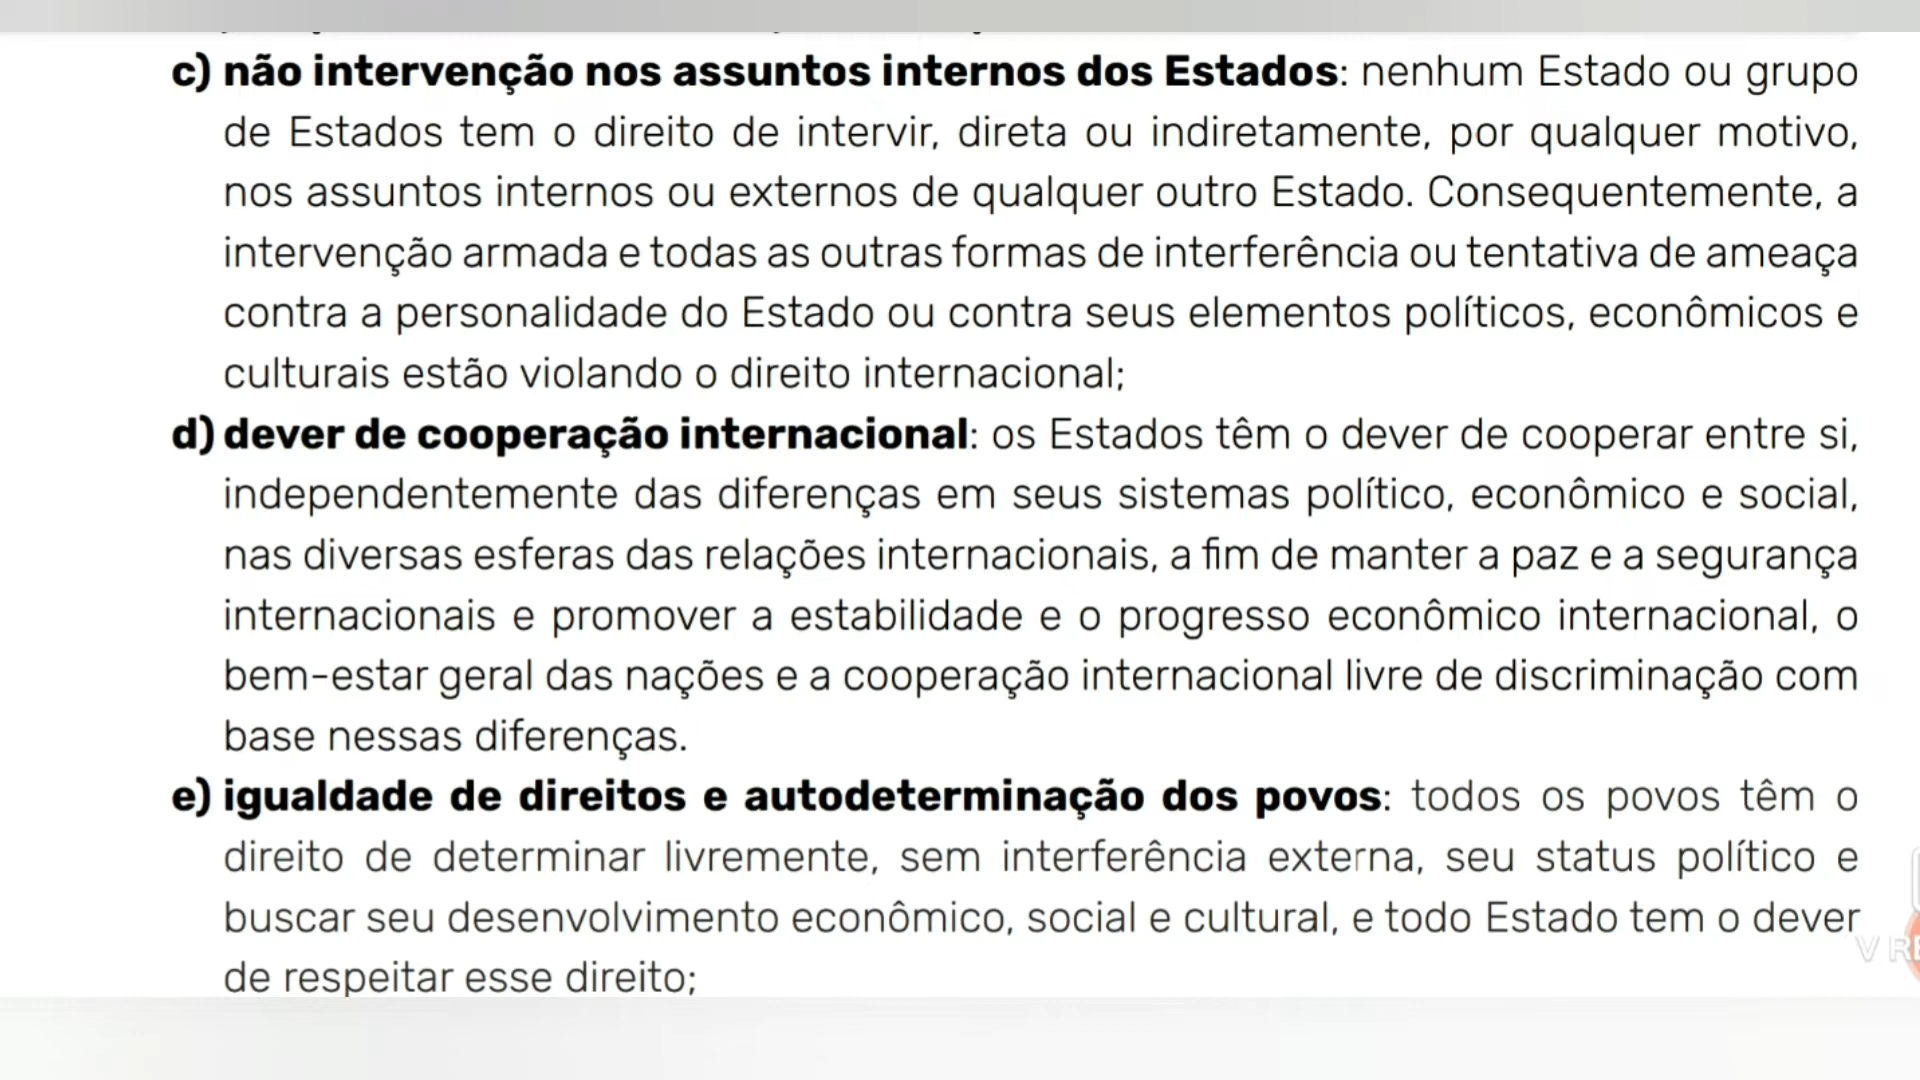 c) não intervenção nos assuntos internos dos Estados: nenhum Estado ou grupo
de Estados tem o direito de intervir, direta ou indiretamente, por qualquer motivo,
nos assuntos internos ou externos de qualquer outro Estado. Consequentemente, a
intervenção armada e todas as outras formas de interferência ou tentativa de ameaça
contra a personalidade do Estado ou contra seus elementos políticos, econômicos e
culturais estão violando o direito internacional;
d) dever de cooperação internacional: os Estados têm o dever de cooperar entre si,
independentemente das diferenças em seus sistemas político, econômico e social,
nas diversas esferas das relações internacionais, a fim de manter a paz e a segurança
internacionais e promover a estabilidade e o progresso econômico internacional, o
bem-estar geral das nações e a cooperação internacional livre de discriminação com
base nessas diferenças.
e) igualdade de direitos e autodeterminação dos povos: todos os povos têm o
direito de determinar livremente, sem interferência externa, seu status político e
buscar seu desenvolvimento econômico, social e cultural, e todo Estado tem o dever
de respeitar esse direito;